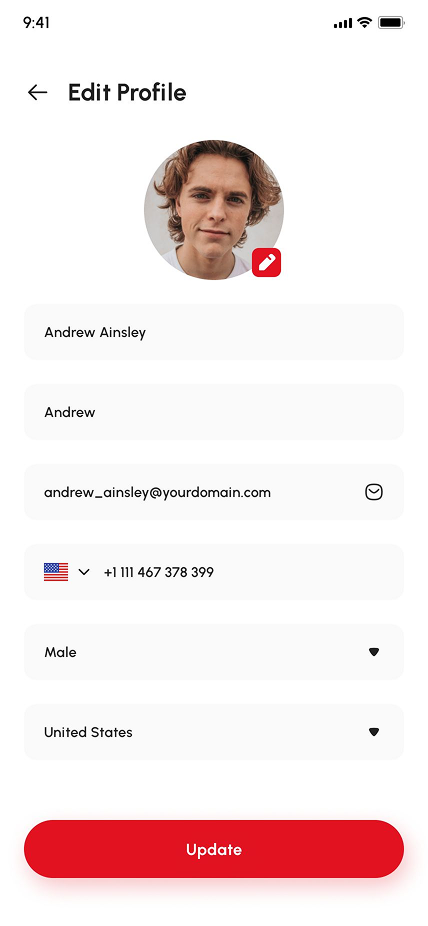 9:41
Edit Profile
Andrew Ainsley
Andrew
andrew_ainsley@yourdomain.com
+1 111 467 378 399
Male
United States
Update